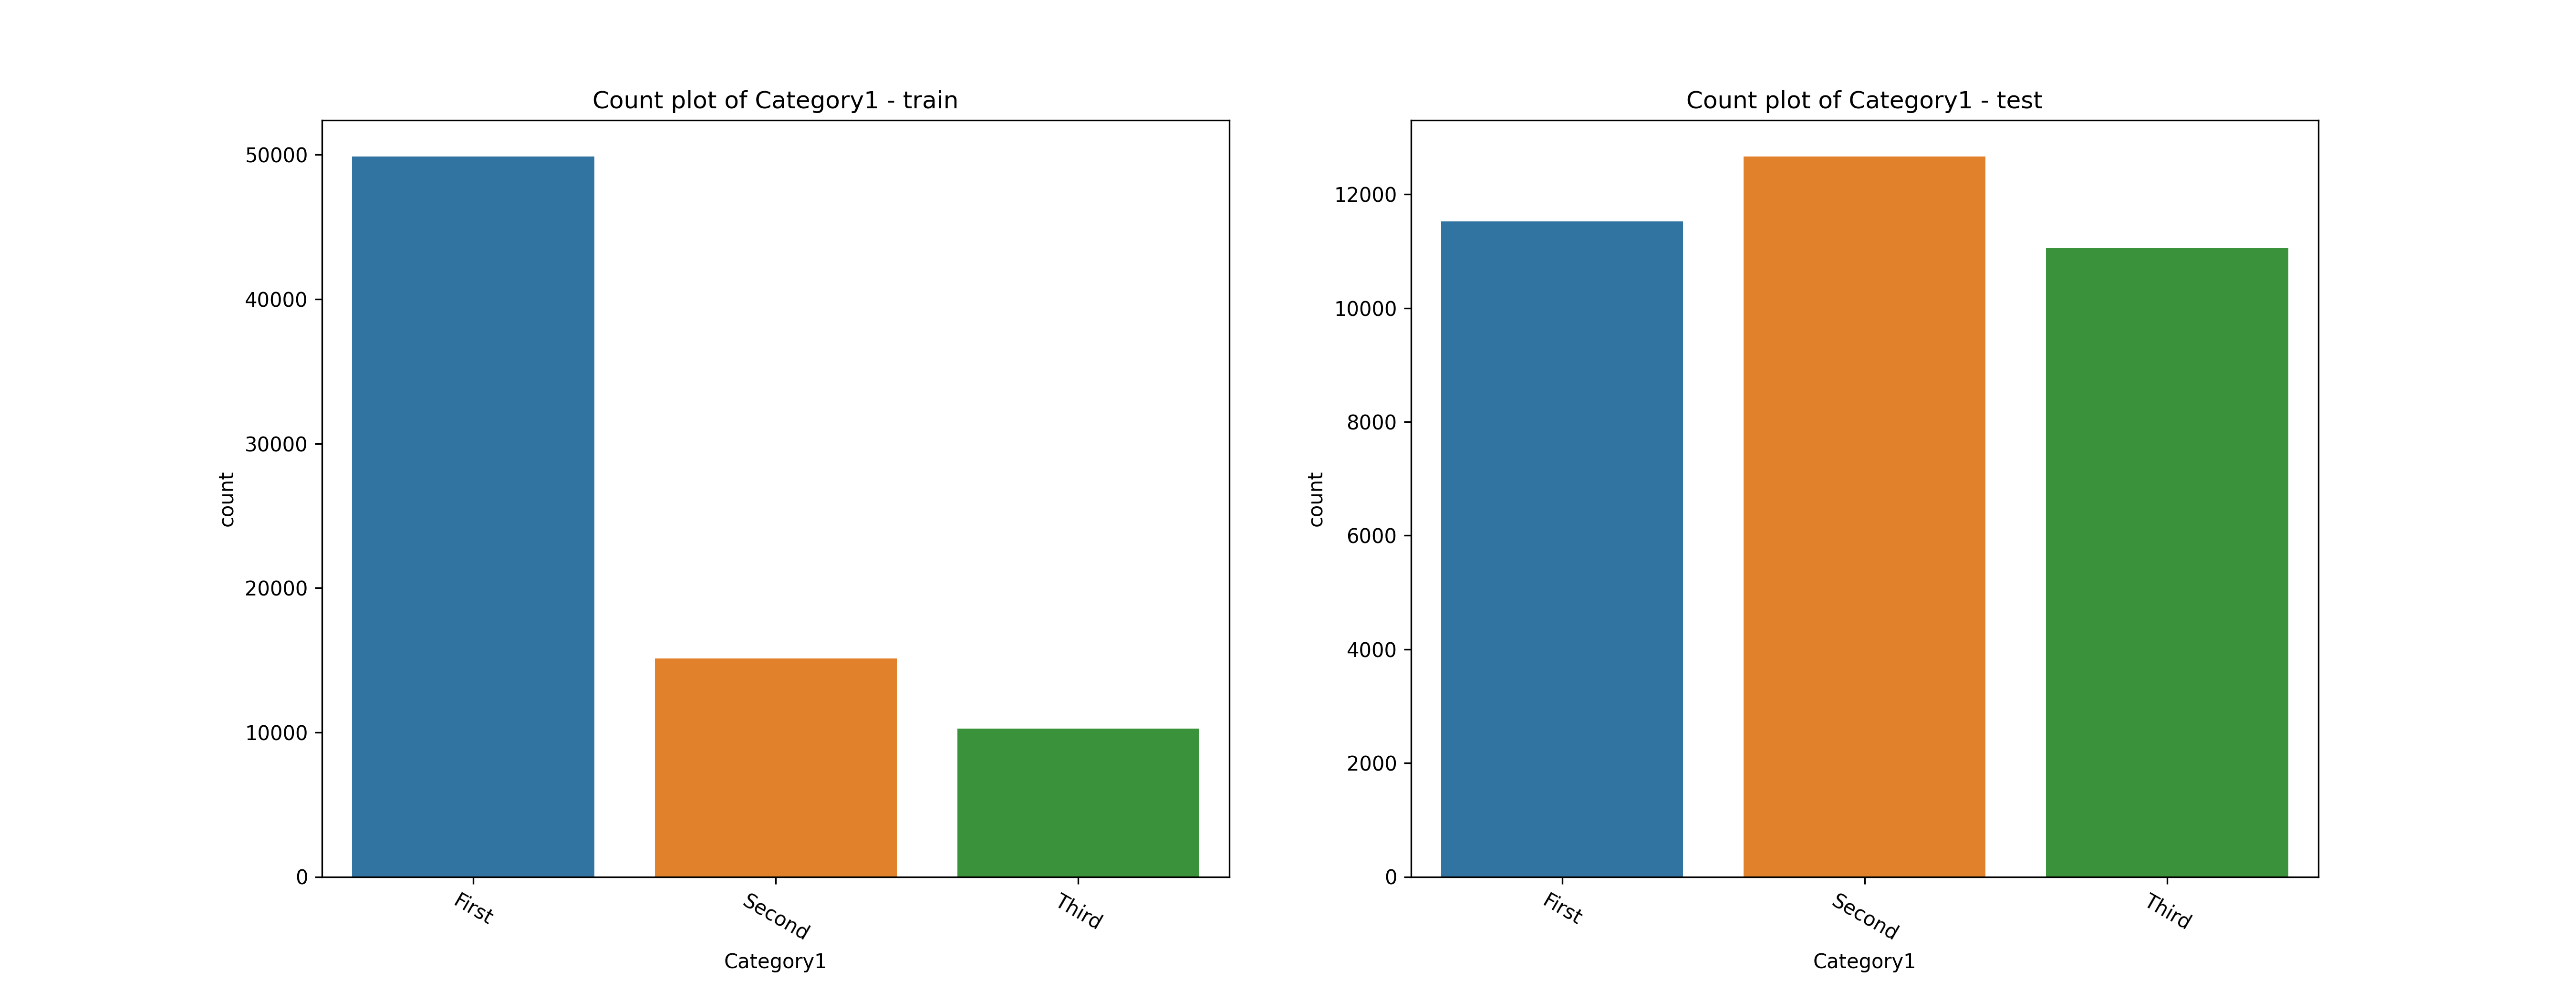 Count plot of Category1 - train
50000
40000
30000
20000
10000
0
count
First
Second
Third
Category1
Count plot of Category1 - test
12000
10000
8000
6000
4000
2000
0
count
First
Second
Third
Category1